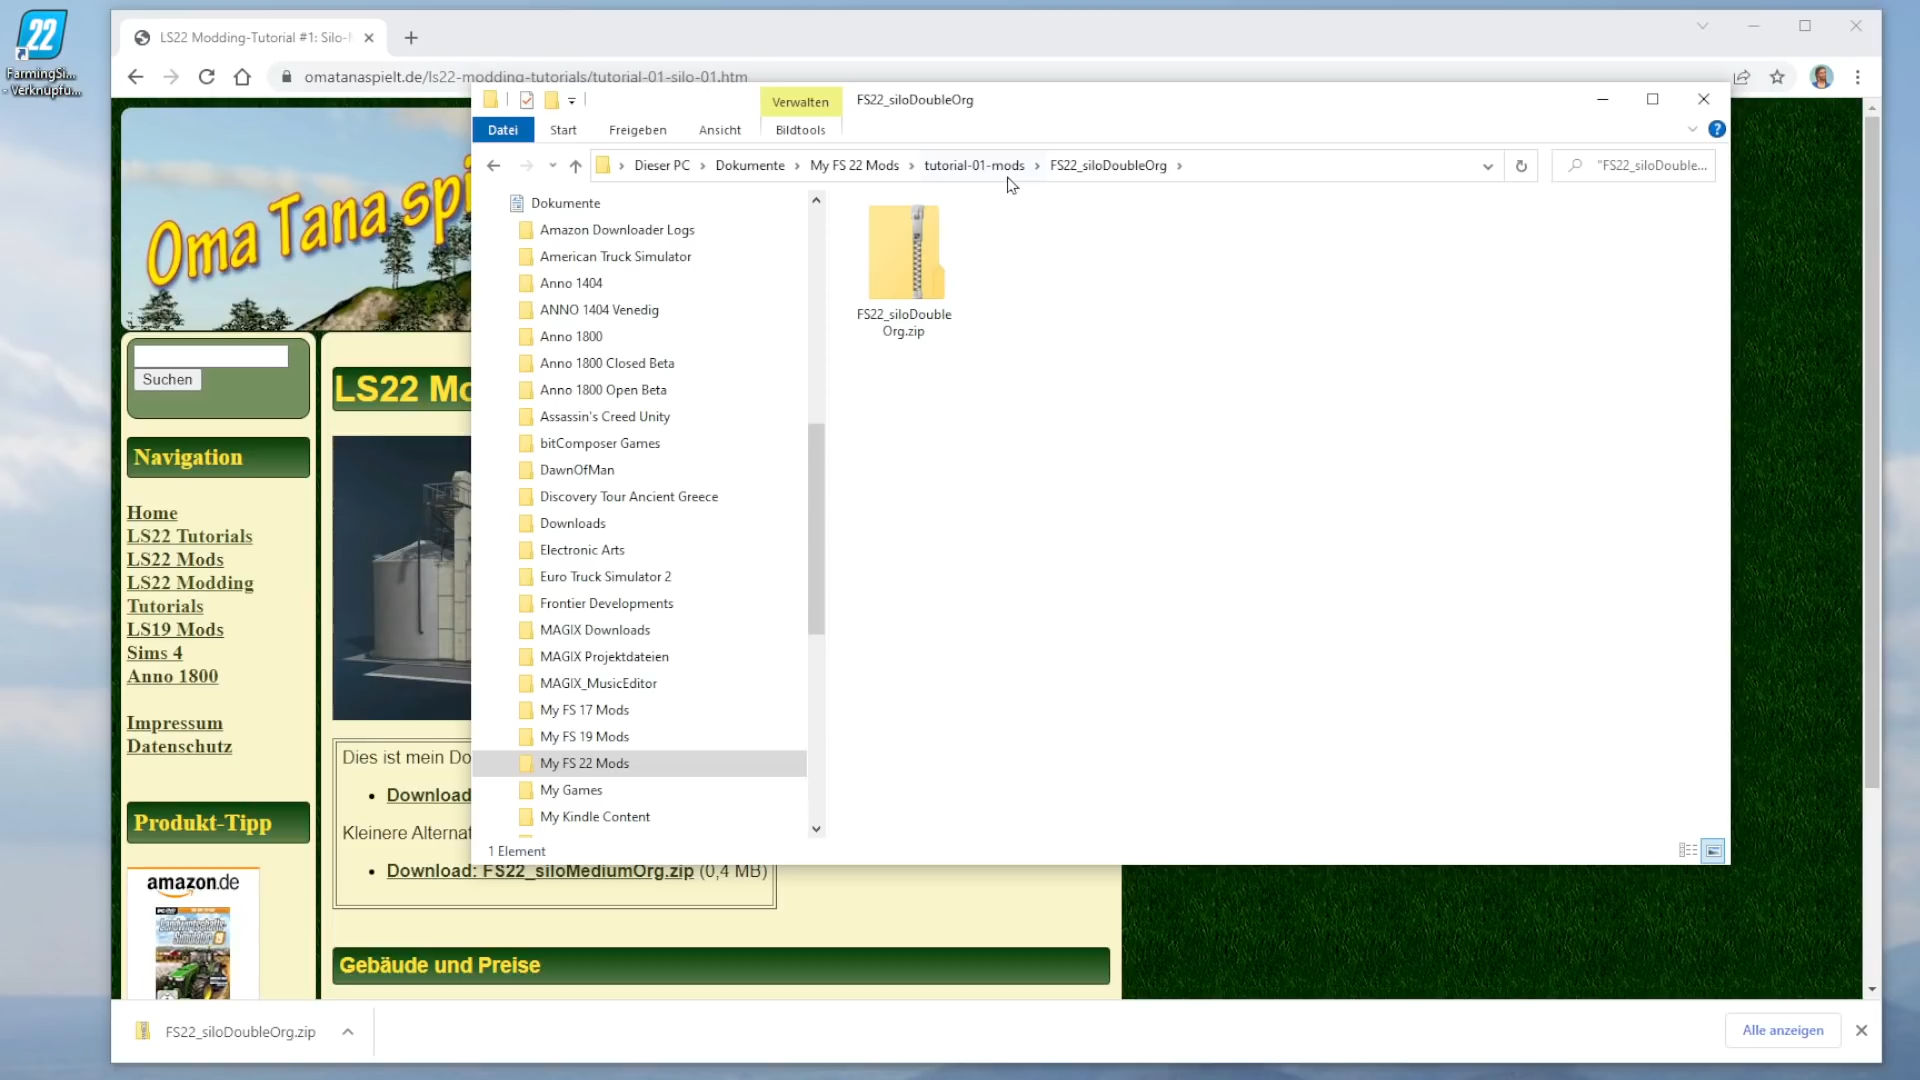 22
FarmingSi...
- Verknüpfu...
LS22 Modding-Tutorial #1: Silo-
omatanaspielt.de/ls22-modding-tutorials/tutorial-01-silo-01.htm
Verwalten
FS22_siloDoubleOrg
Datei
Start
Freigeben
Ansicht
Bildtools
Dieser PC
Dokumente
My FS 22 Mods
tutorial-01-mods
FS22_siloDoubleOrg
"FS22_siloDouble...
Oma Tana spi
Suchen
Navigation
Home
LS22 Tutorials
LS22 Mods
LS22 Modding
Tutorials
LS19 Mods
Sims 4
Anno 1800
Impressum
Datenschutz
Produkt-Tipp
amazon.de
Landwirtschafts
Simulator 19
LS22 Mo
Dokumente
Amazon Downloader Logs
American Truck Simulator
Anno 1404
ANNO 1404 Venedig
Anno 1800
Anno 1800 Closed Beta
Anno 1800 Open Beta
Assassin's Creed Unity
bitComposer Games
DawnOfMan
Discovery Tour Ancient Greece
Downloads
Electronic Arts
Euro Truck Simulator 2
Frontier Developments
MAGIX Downloads
MAGIX Projektdateien
MAGIX_MusicEditor
My FS 17 Mods
My FS 19 Mods
My FS 22 Mods
My Games
My Kindle Content
FS22_siloDouble
Org.zip
1 Element
Dies ist mein Do
• Download
Kleinere Alternat
• Download: FS22_siloMediumOrg.zip (0,4 MB)
Gebäude und Preise
FS22_siloDoubleOrg.zip
Alle anzeigen